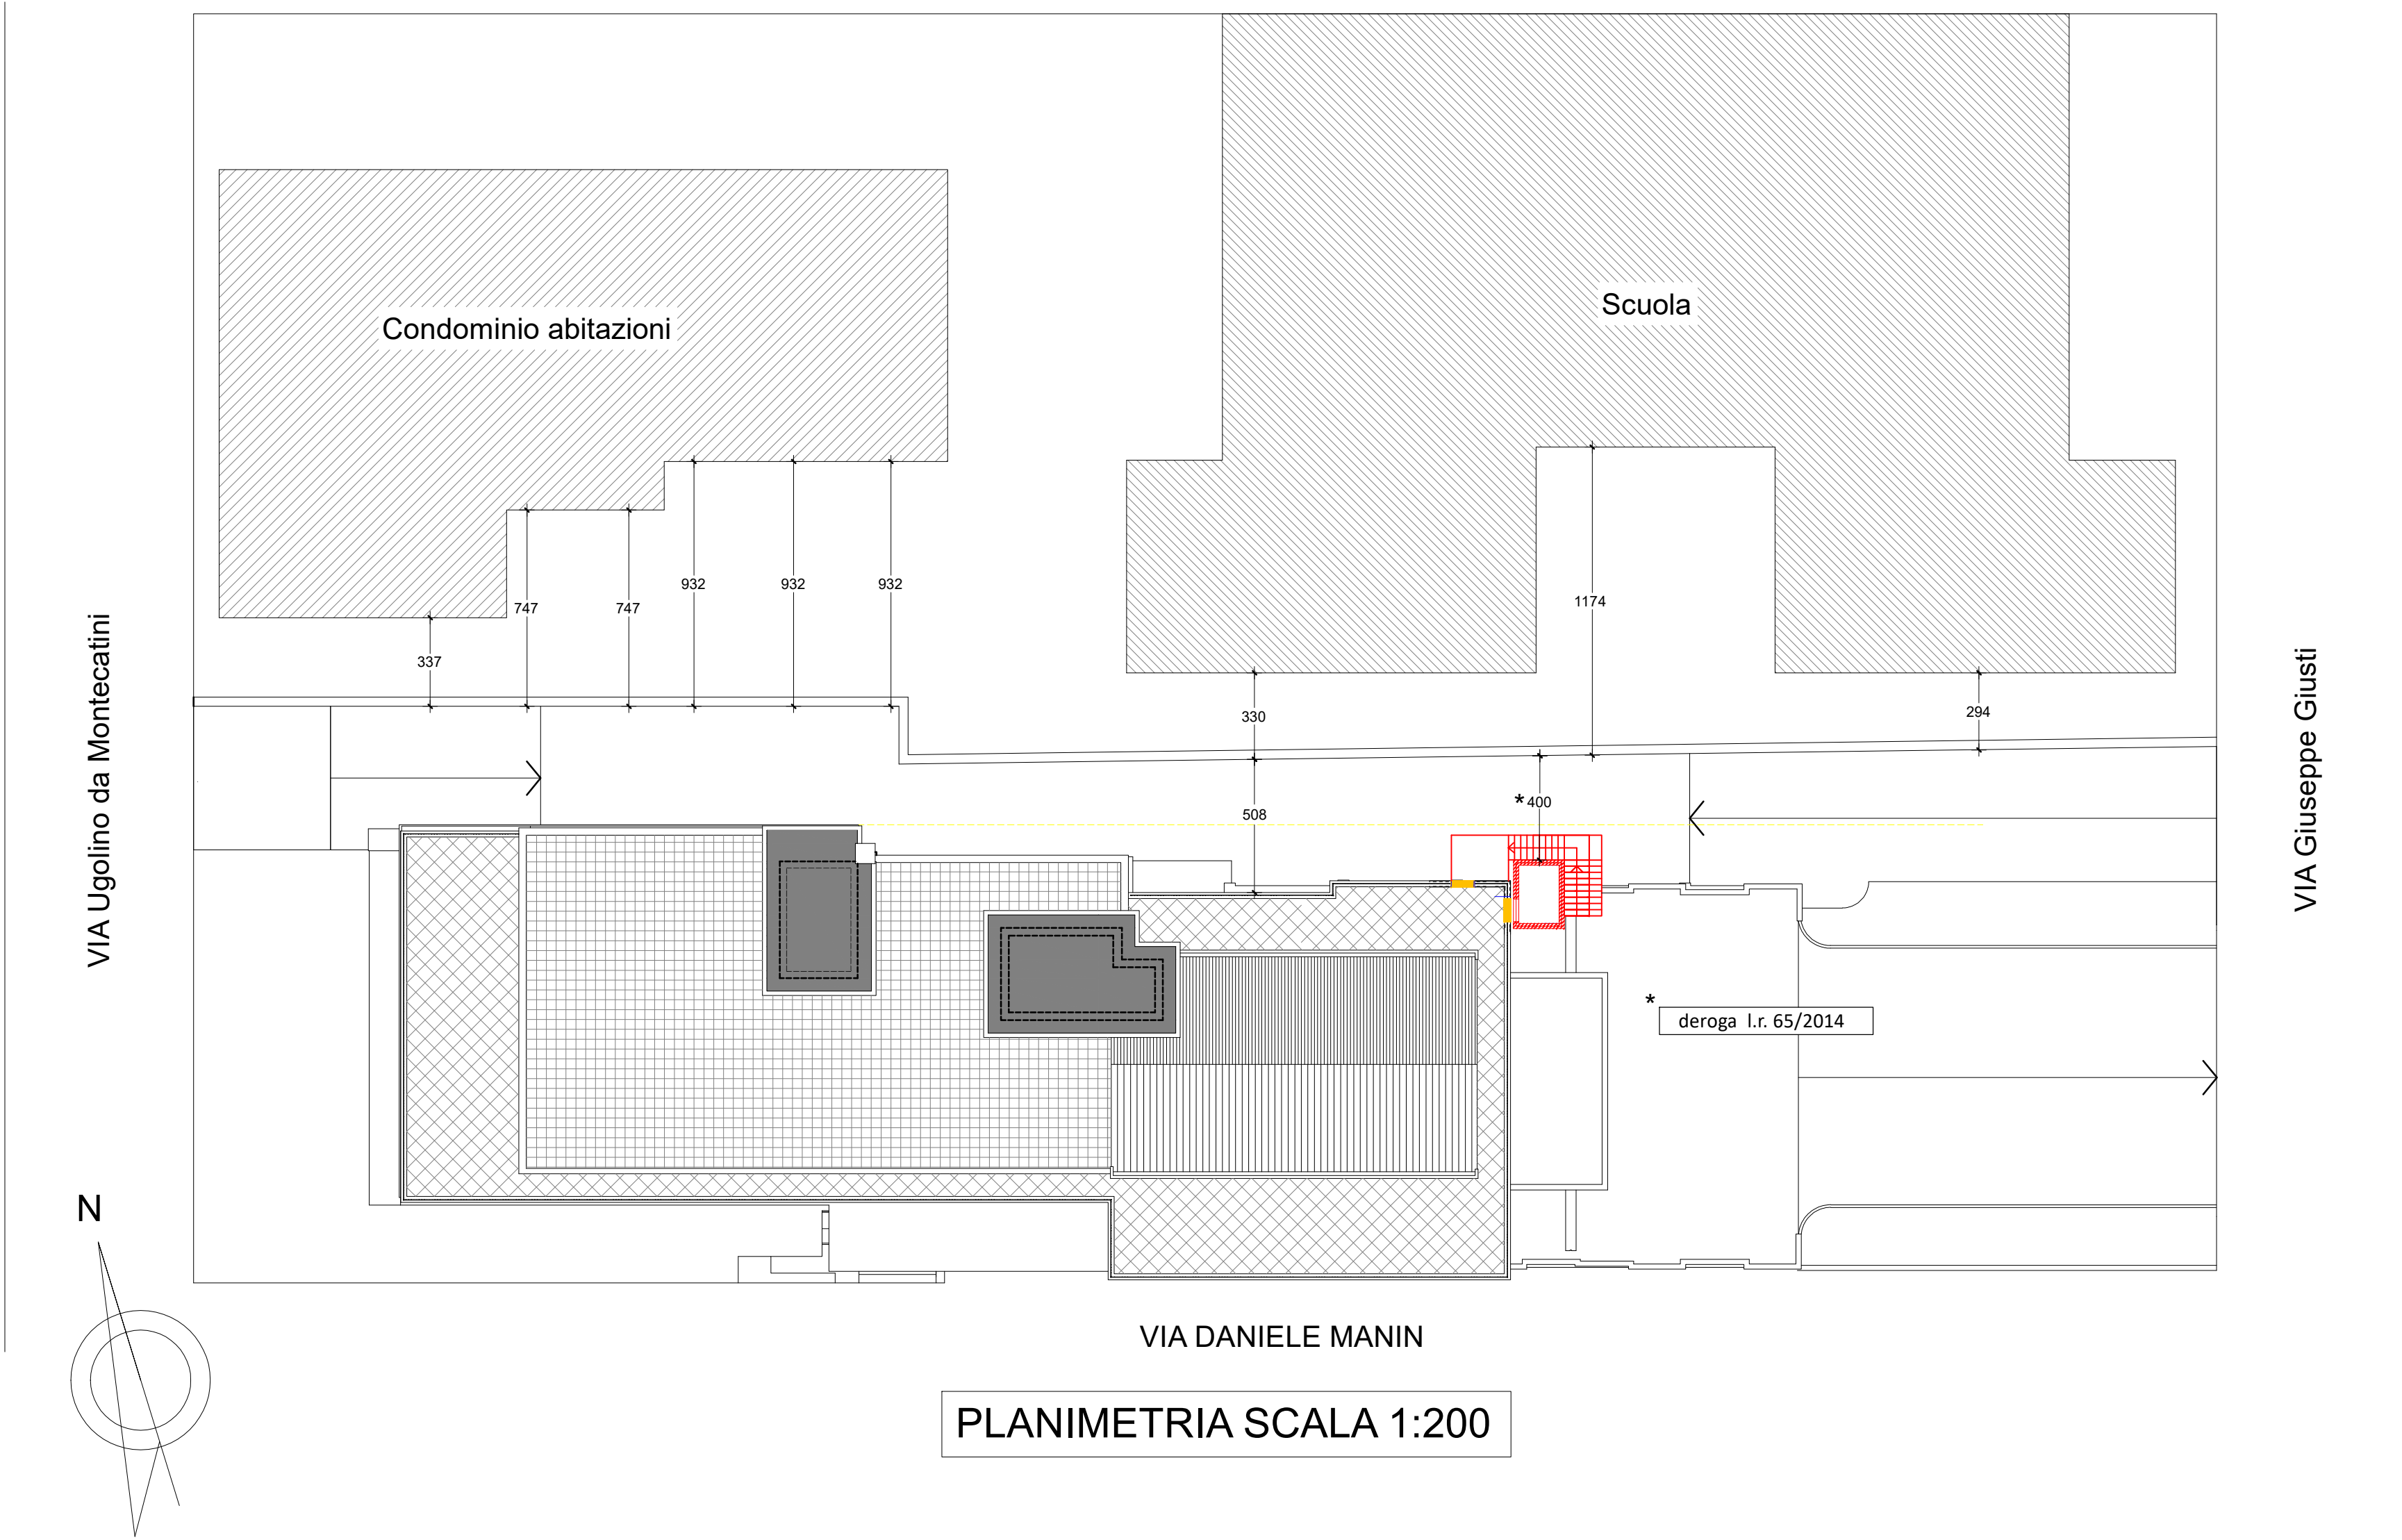 Scuola
Condominio abitazioni
932
932
932
747
747
1174
337
330
294
*400
508
VIA Ugolino da Montecatini
VIA Giuseppe Giusti
*
deroga l.r. 65/2014
N
VIA DANIELE MANIN
PLANIMETRIA SCALA 1:200